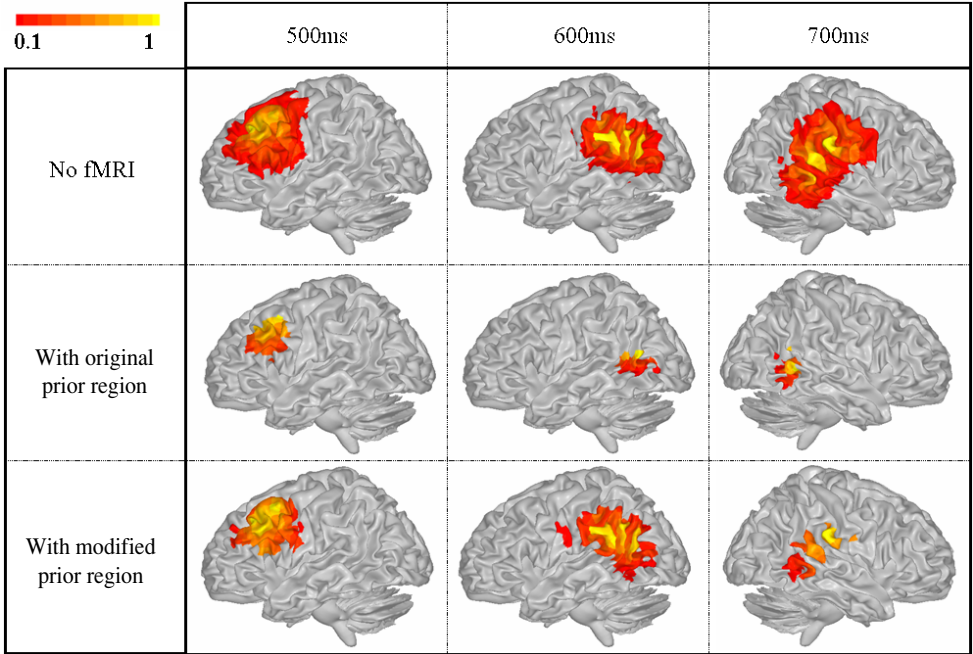 0.1 1
500ms 600ms 700ms
No fMRI
With original
prior region
With modified
prior region